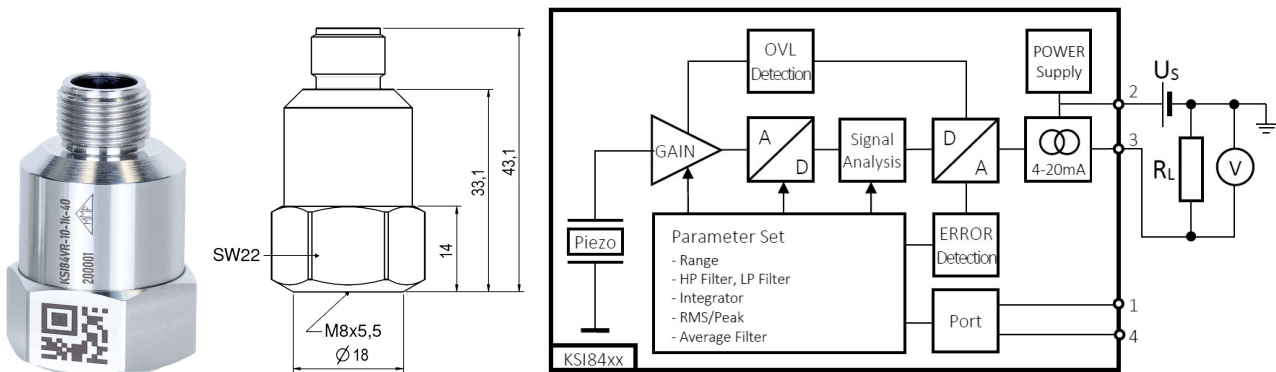 KSI84VR-10-1K-40
200001
MMF
SW22
M8x5,5
Ø 18
14
33,1
43,1
OVL
Detection
POWER
Supply
GAIN
A
D
Signal
Analysis
D
A
4-20mA
Piezo
Parameter Set
- Range
- HP Filter, LP Filter
- Integrator
- RMS/Peak
- Average Filter
ERROR
Detection
Port
KSI84xx
2
3
1
4
US
RL
V